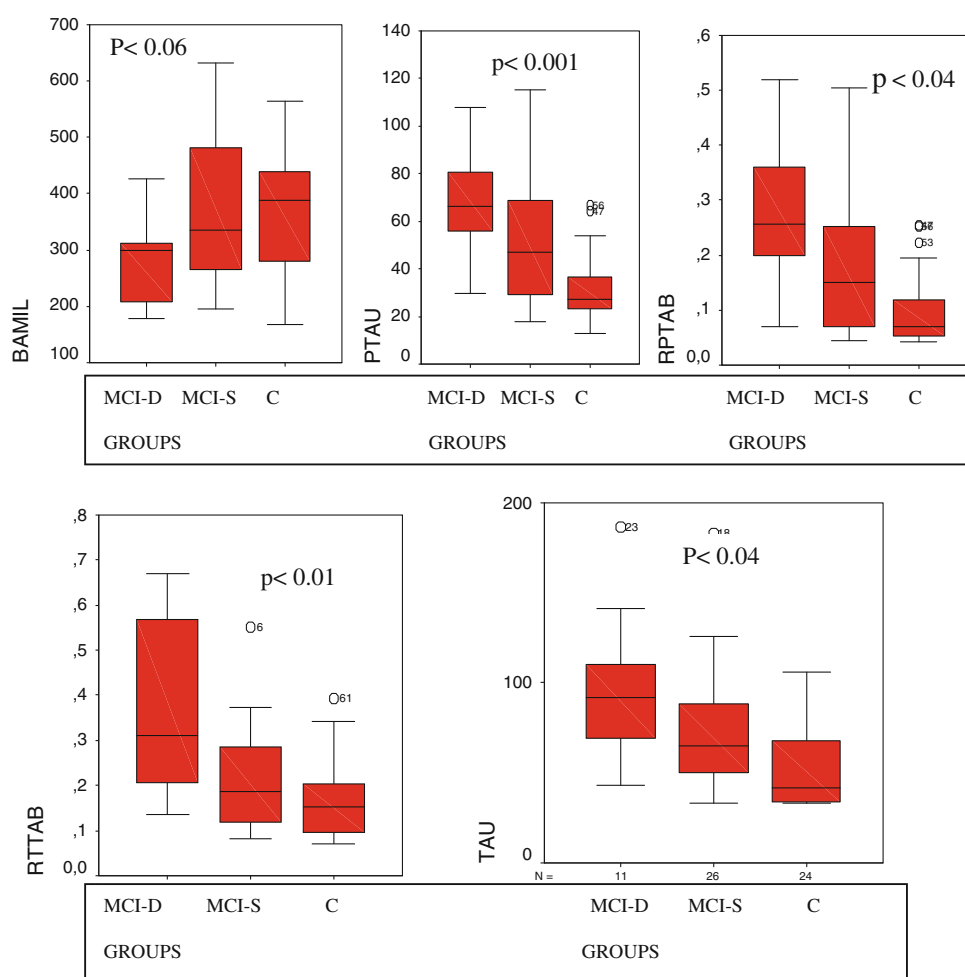 700
600
500
400
300
200
100
BAMIL
P< 0.06
140
120
100
80
60
40
20
0
PTAU
p< 0.001
56
47
,6
,5
,4
,3
,2
,1
0,0
RPTAB
p < 0.04
53
MCI-D MCI-S C
GROUPS
MCI-D MCI-S C
GROUPS
MCI-D MCI-S C
GROUPS
,8
,7
,6
,5
,4
,3
,2
,1
0,0
RTTAB
p< 0.01
6
61
200
100
0
TAU
23
18
P< 0.04
N = 11 26 24
MCI-D MCI-S C
GROUPS
MCI-D MCI-S C
GROUPS